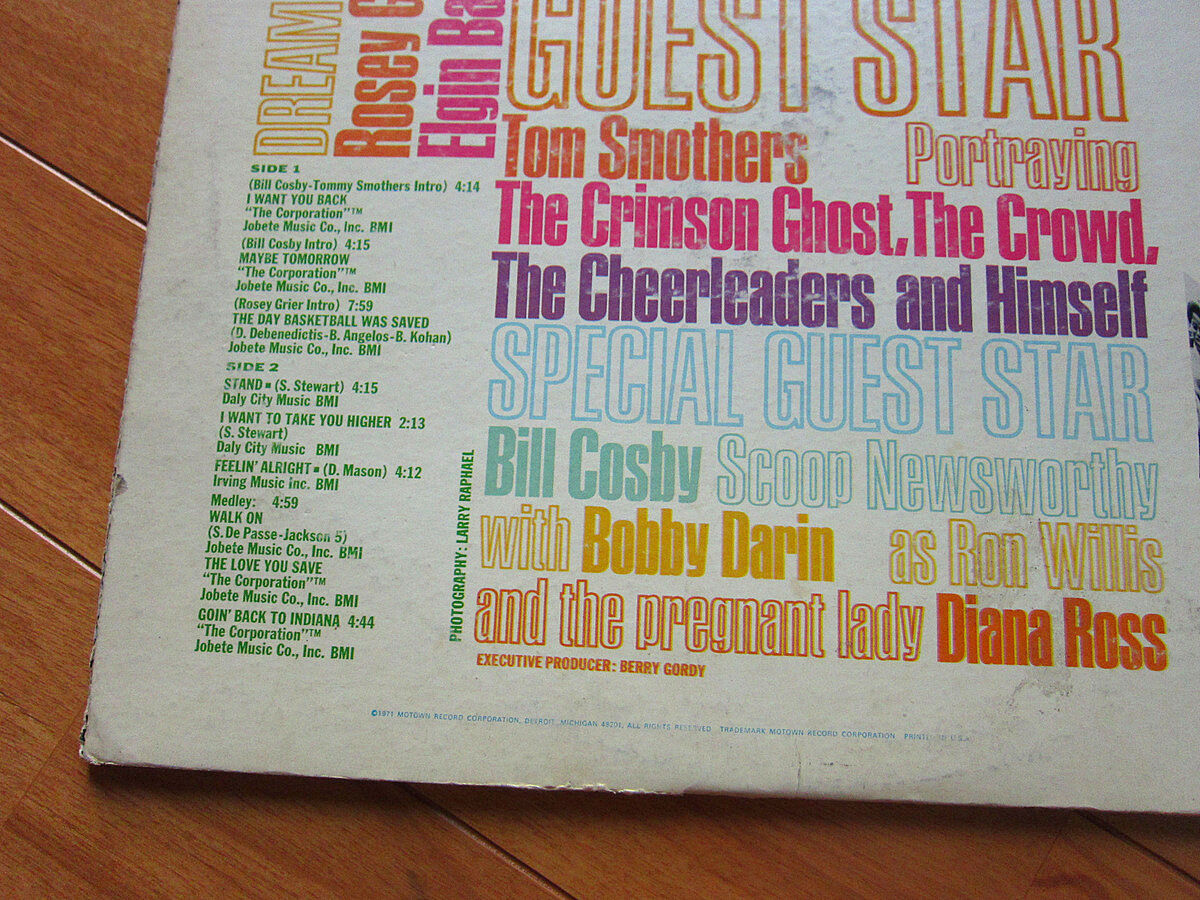 DREAM
Rosey
Elgin
GUEST STAR
Tom Smothers Portraying
The Crimson Ghost, The Crowd,
The Cheerleaders and Himself
SPECIAL GUEST STAR
Bill Cosby Scoop Newsworthy
with Bobby Darin as Ron Willis
and the pregnant lady Diana Ross
EXECUTIVE PRODUCER: BERRY GORDY
SIDE 1
(Bill Cosby-Tommy Smothers Intro) 4:14
I WANT YOU BACK
"The Corporation"™
Jobete Music Co., Inc. BMI
(Bill Cosby Intro) 4:15
MAYBE TOMORROW
"The Corporation"™
Jobete Music Co., Inc. BMI
(Rosey Grier Intro) 7:59
THE DAY BASKETBALL WAS SAVED
(D. Debenedictis-B. Angelos-B. Kohan)
Jobete Music Co., Inc. BMI
SIDE 2
STAND▪(S. Stewart) 4:15
Daly City Music BMI
I WANT TO TAKE YOU HIGHER 2:13
(S. Stewart)
Daly City Music BMI
FEELIN' ALRIGHT▪(D. Mason) 4:12
Irving Music Inc. BMI
Medley: 4:59
WALK ON
(S. De Passe-Jackson 5)
Jobete Music Co., Inc. BMI
THE LOVE YOU SAVE
"The Corporation"™
Jobete Music Co., Inc. BMI
GOIN' BACK TO INDIANA 4:44
"The Corporation"™
Jobete Music Co., Inc. BMI
PHOTOGRAPHY: LARRY RAPHAEL
©1971 MOTOWN RECORD CORPORATION, DETROIT, MICHIGAN 48201, ALL RIGHTS RESERVED TRADEMARK MOTOWN RECORD CORPORATION PRINTED IN U.S.A.